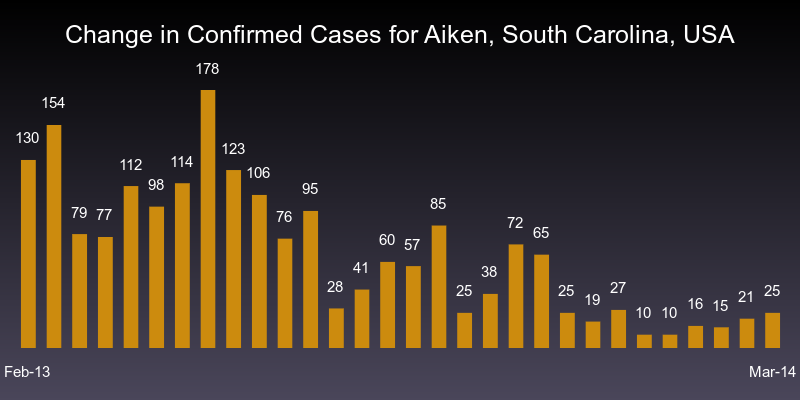 Change in Confirmed Cases for Aiken, South Carolina, USA
130 154 79 77 112 98 114 178 123 106 76 95 28 41 60 57 85 25 38 72 65 25 19 27 10 10 16 15 21 25
Feb-13 Mar-14